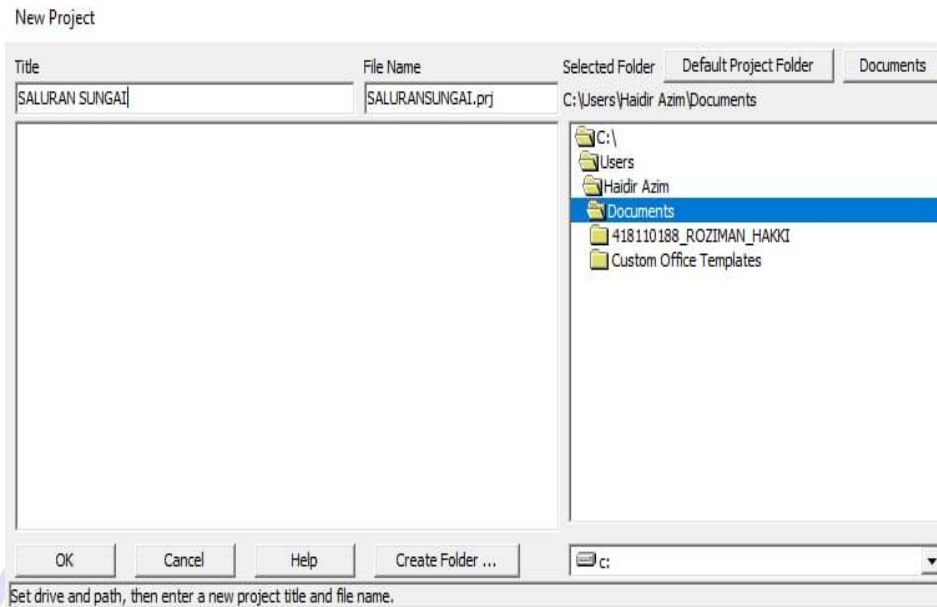 New Project
Title
File Name
Selected Folder
Default Project Folder
Documents
SALURAN SUNGAI
SALURANSUNGAI.prj
C:\Users\Haidir Azim\Documents
C:\
Users
Haidir Azim
Documents
418110188_ROZIMAN_HAKKI
Custom Office Templates
OK
Cancel
Help
Create Folder ...
c:
Set drive and path, then enter a new project title and file name.